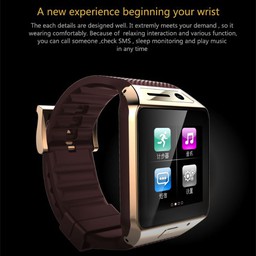 A new experience beginning your wrist
The each details are designed well. It extremly meets your demand , so it
wearing comfortably. Because of  relaxing interaction and various function,
you can call someone ,check SMS , sleep monitoring and play music
in any time